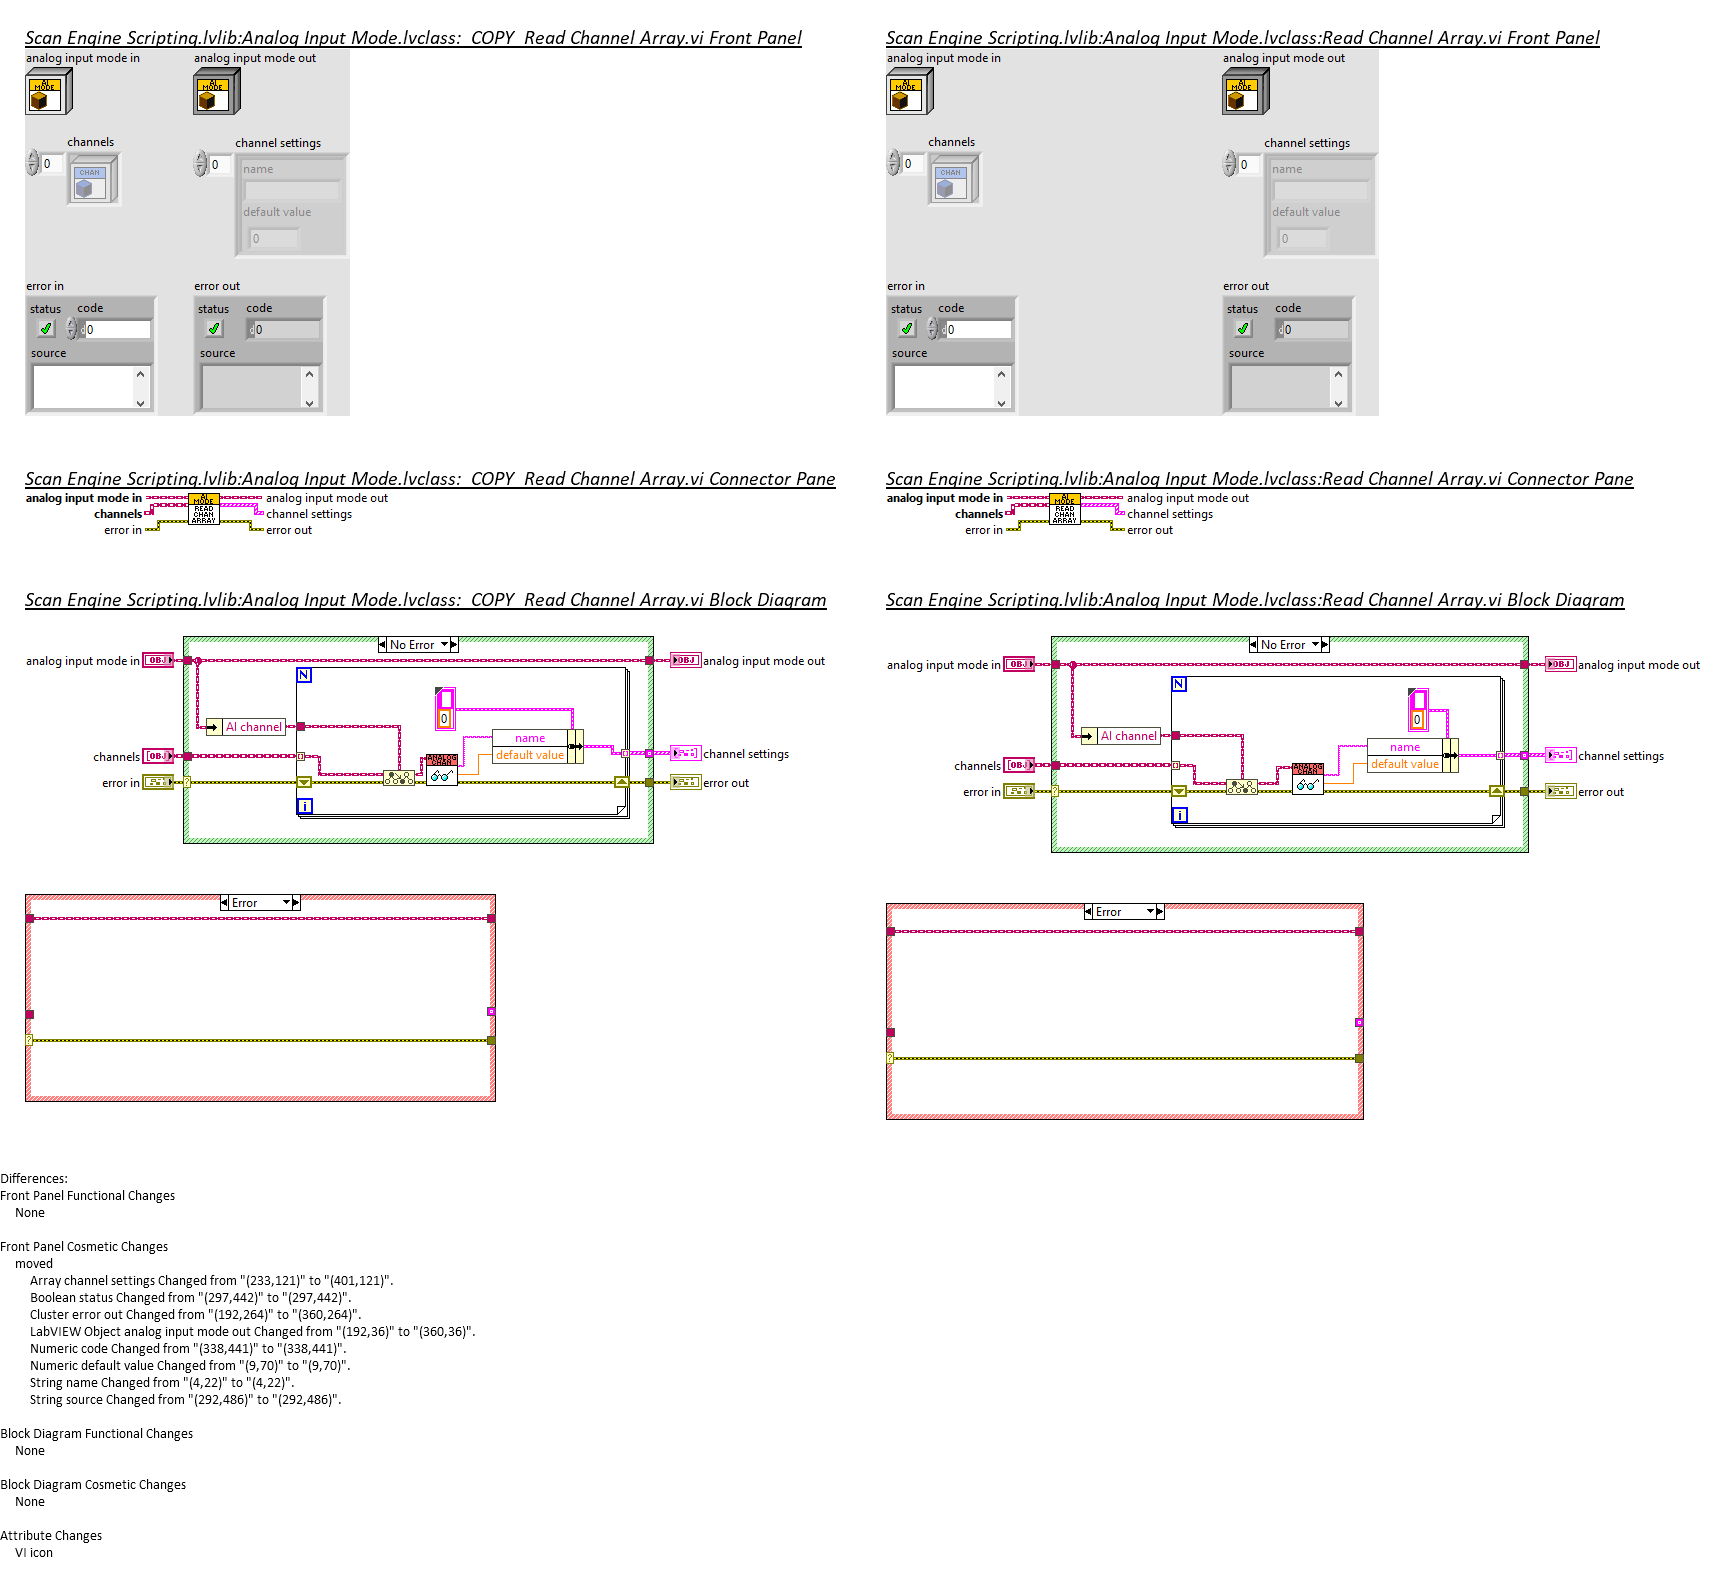 Scan Engine Scripting.lvlib:Analog Input Mode.lvclass:  COPY  Read Channel Array.vi Front Panel
analog input mode in
analog input mode out
AI MODE
AI MODE
channels
0
CHAN
channel settings
0
name
default value
0
error in
status
code
0
source
error out
status
code
d0
source
Scan Engine Scripting.lvlib:Analog Input Mode.lvclass:Read Channel Array.vi Front Panel
analog input mode in
analog input mode out
AI MODE
AI MODE
channels
0
CHAN
channel settings
0
name
default value
0
error in
status
code
d0
source
error out
status
code
d0
source
Scan Engine Scripting.lvlib:Analog Input Mode.lvclass:  COPY  Read Channel Array.vi Connector Pane
analog input mode in
channels
error in
AI MODE
READ CHAN ARRAY
analog input mode out
channel settings
error out
Scan Engine Scripting.lvlib:Analog Input Mode.lvclass:Read Channel Array.vi Connector Pane
analog input mode in
channels
error in
AI MODE
READ CHAN ARRAY
analog input mode out
channel settings
error out
Scan Engine Scripting.lvlib:Analog Input Mode.lvclass:  COPY  Read Channel Array.vi Block Diagram
No Error
analog input mode in
OBJ
OBJ
analog input mode out
N
0
AI channel
name
default value
channels
[OBJ]
ANALOG CHAN
channel settings
error in
?
error out
i
Error
?
Scan Engine Scripting.lvlib:Analog Input Mode.lvclass:Read Channel Array.vi Block Diagram
No Error
analog input mode in
OBJ
OBJ
analog input mode out
N
0
AI channel
name
default value
channels
[OBJ]
ANALOG CHAN
channel settings
error in
?
error out
i
Error
?
Differences:
Front Panel Functional Changes
None
Front Panel Cosmetic Changes
moved
Array channel settings Changed from "(233,121)" to "(401,121)".
Boolean status Changed from "(297,442)" to "(297,442)".
Cluster error out Changed from "(192,264)" to "(360,264)".
LabVIEW Object analog input mode out Changed from "(192,36)" to "(360,36)".
Numeric code Changed from "(338,441)" to "(338,441)".
Numeric default value Changed from "(9,70)" to "(9,70)".
String name Changed from "(4,22)" to "(4,22)".
String source Changed from "(292,486)" to "(292,486)".
Block Diagram Functional Changes
None
Block Diagram Cosmetic Changes
None
Attribute Changes
VI icon